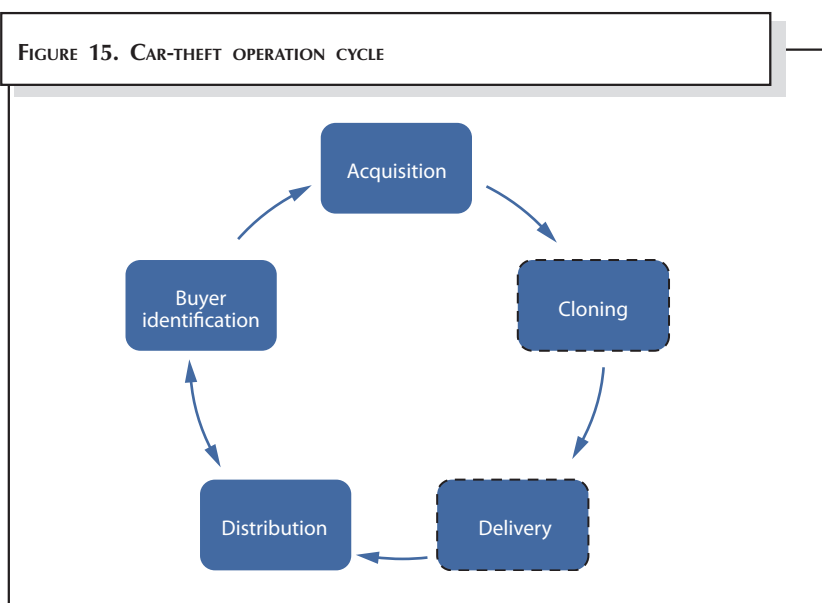 FIGURE 15. CAR-THEFT OPERATION CYCLE
Acquisition
Cloning
Delivery
Distribution
Buyer
identification